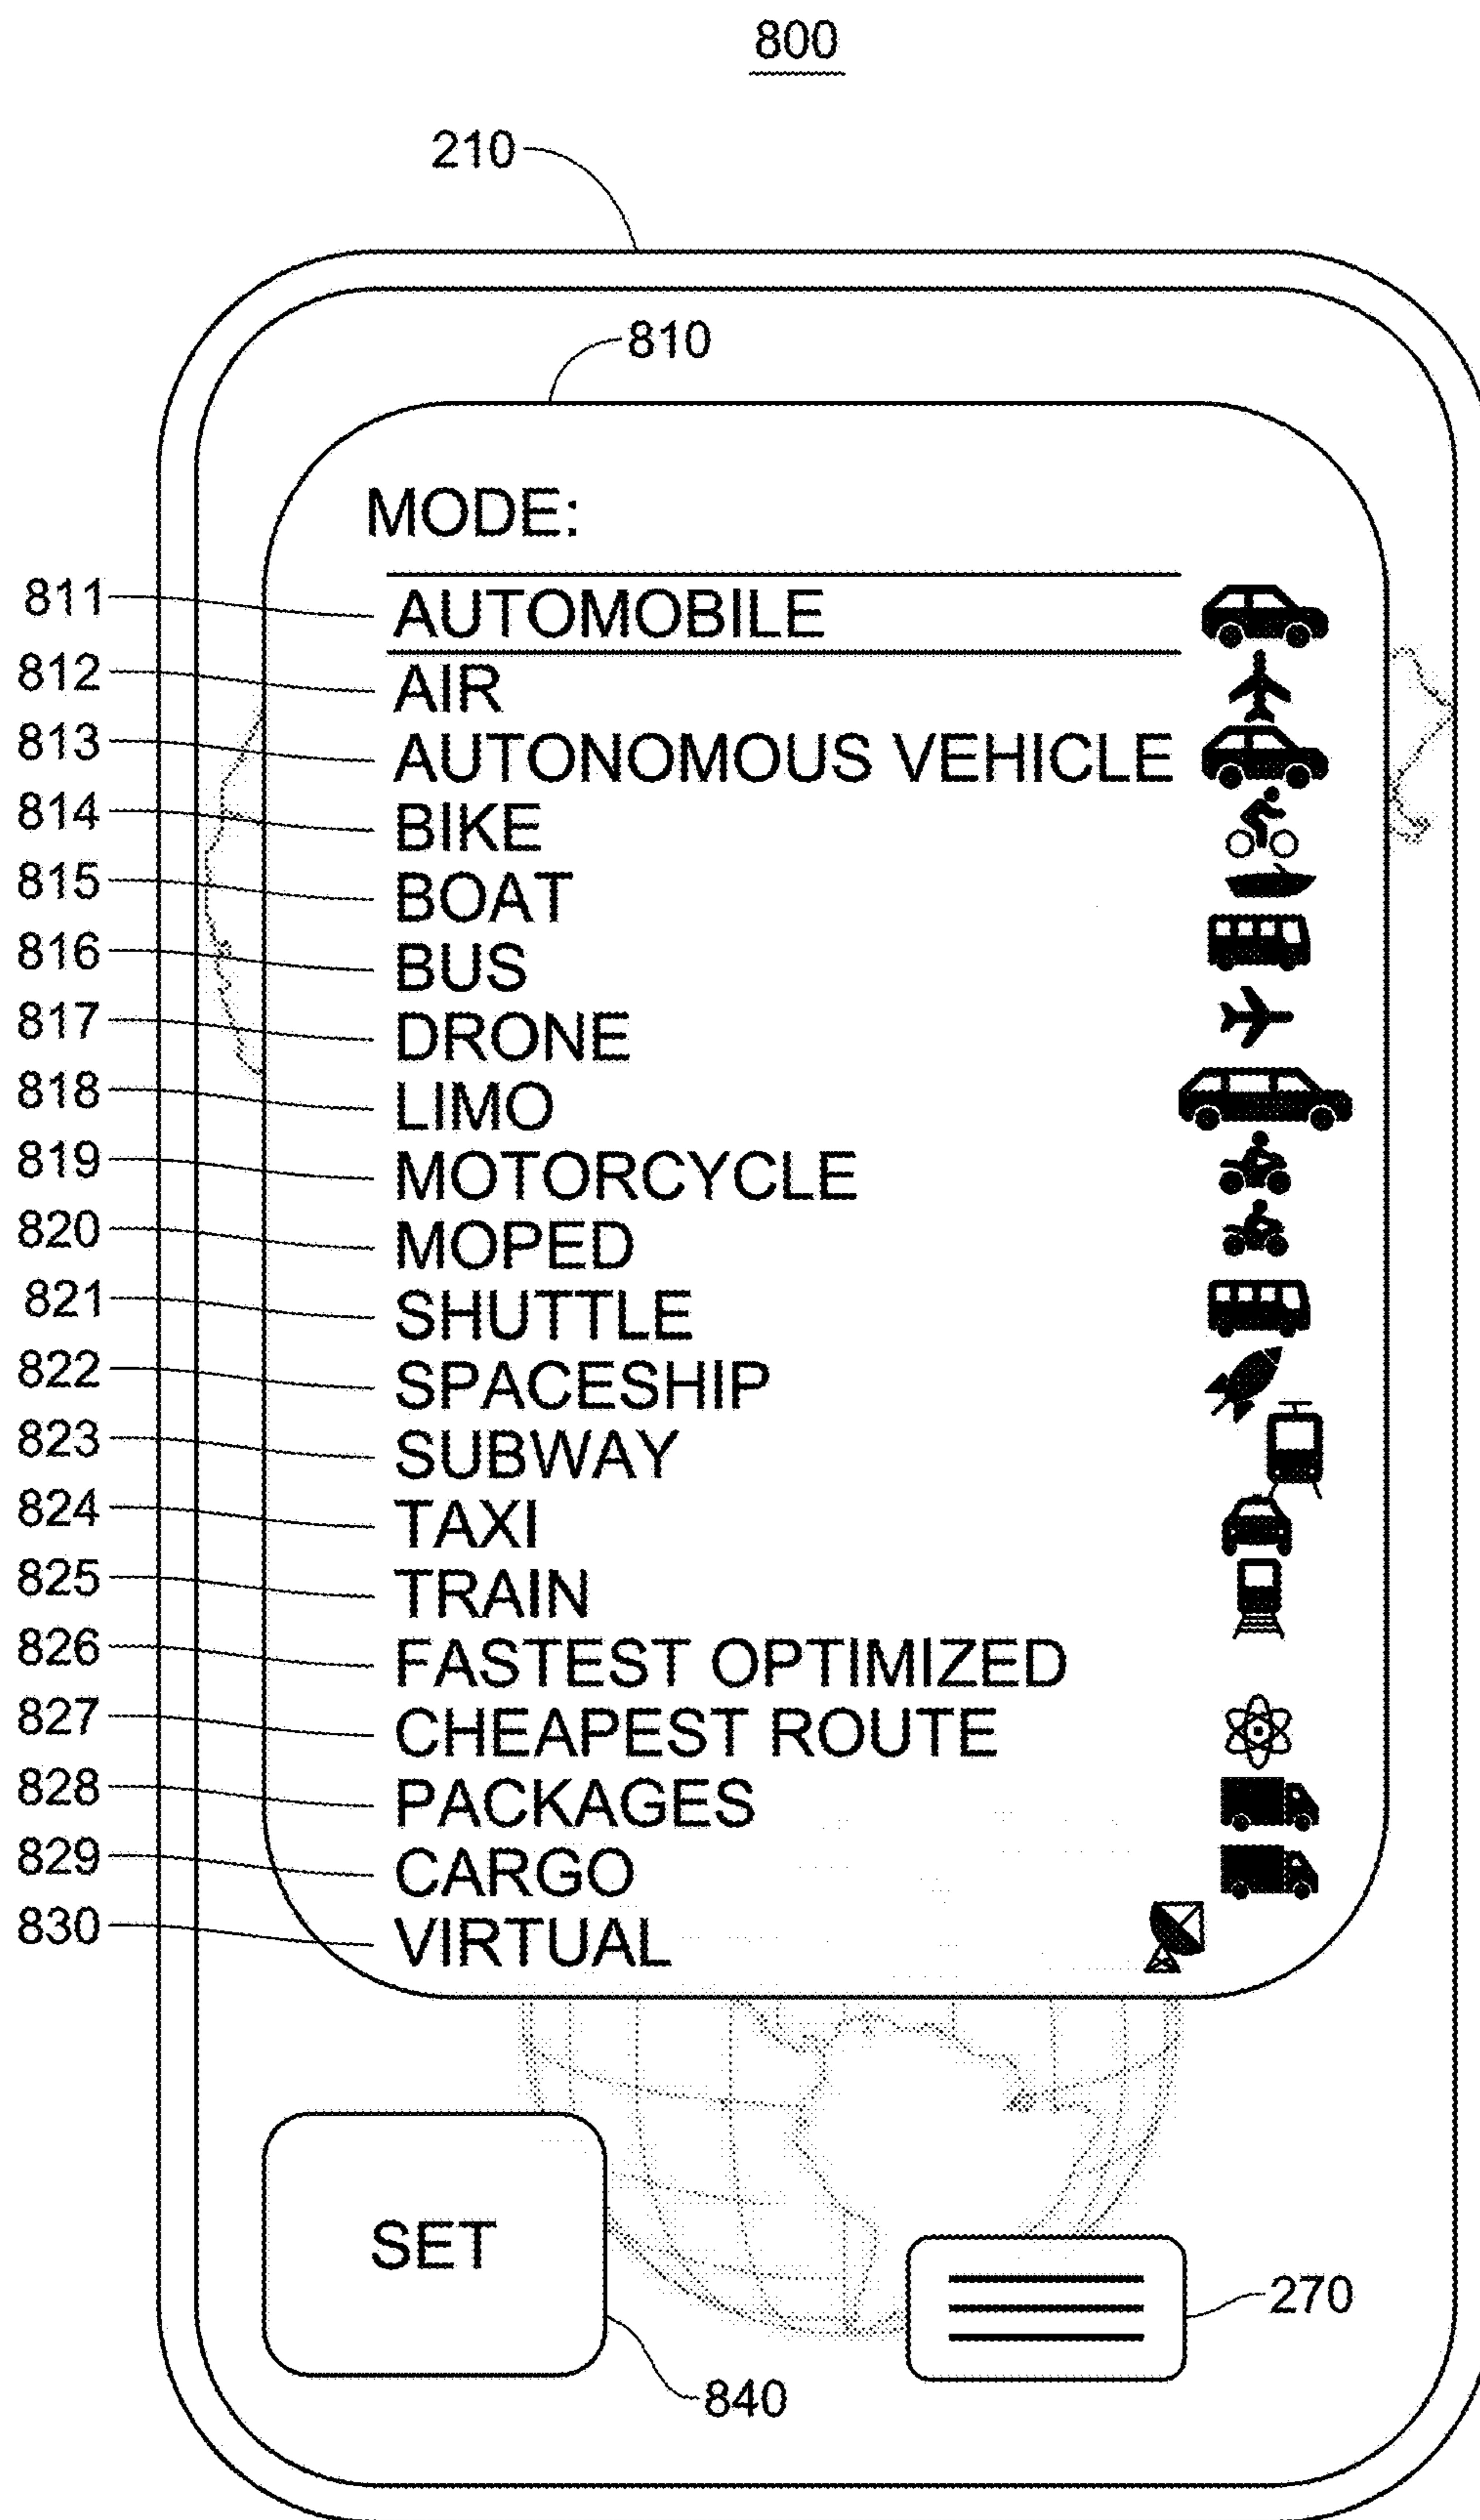 800
210
810
MODE:
811 AUTOMOBILE
812 AIR
813 AUTONOMOUS VEHICLE
814 BIKE
815 BOAT
816 BUS
817 DRONE
818 LIMO
819 MOTORCYCLE
820 MOPED
821 SHUTTLE
822 SPACESHIP
823 SUBWAY
824 TAXI
825 TRAIN
826 FASTEST OPTIMIZED
827 CHEAPEST ROUTE
828 PACKAGES
829 CARGO
830 VIRTUAL
SET
270
840